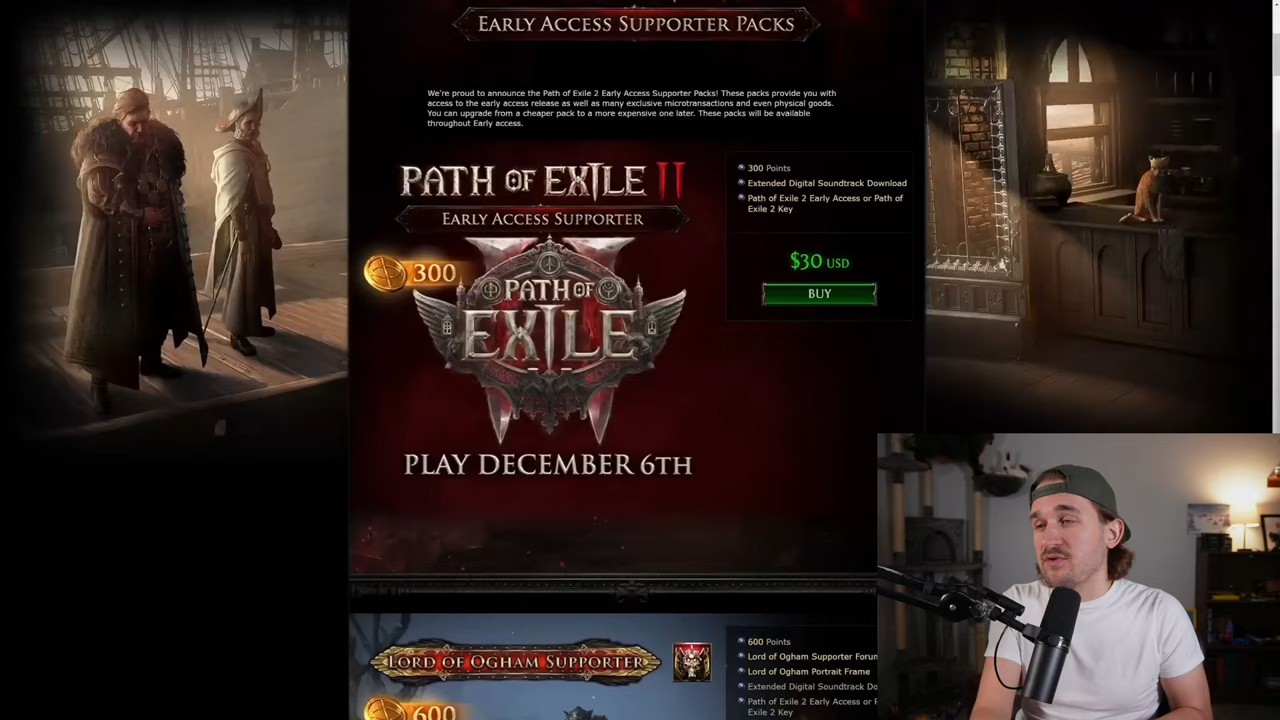 EARLY ACCESS SUPPORTER PACKS
We're proud to announce the Path of Exile 2 Early Access Supporter Packs! These packs provide you with
access to the early access release as well as many exclusive microtransactions and even physical goods.
You can upgrade from a cheaper pack to a more expensive one later. These packs will be available
throughout Early access.
PATH OF EXILE II
EARLY ACCESS SUPPORTER
300
PATH OF
EXILE
PLAY DECEMBER 6TH
300 Points
Extended Digital Soundtrack Download
Path of Exile 2 Early Access or Path of
Exile 2 Key
$30 USD
BUY
LORD OF OGHAM SUPPORTER
600
600 Points
Lord of Ogham Supporter Forum
Lord of Ogham Portrait Frame
Extended Digital Soundtrack Do
Path of Exile 2 Early Access or P
Exile 2 Key